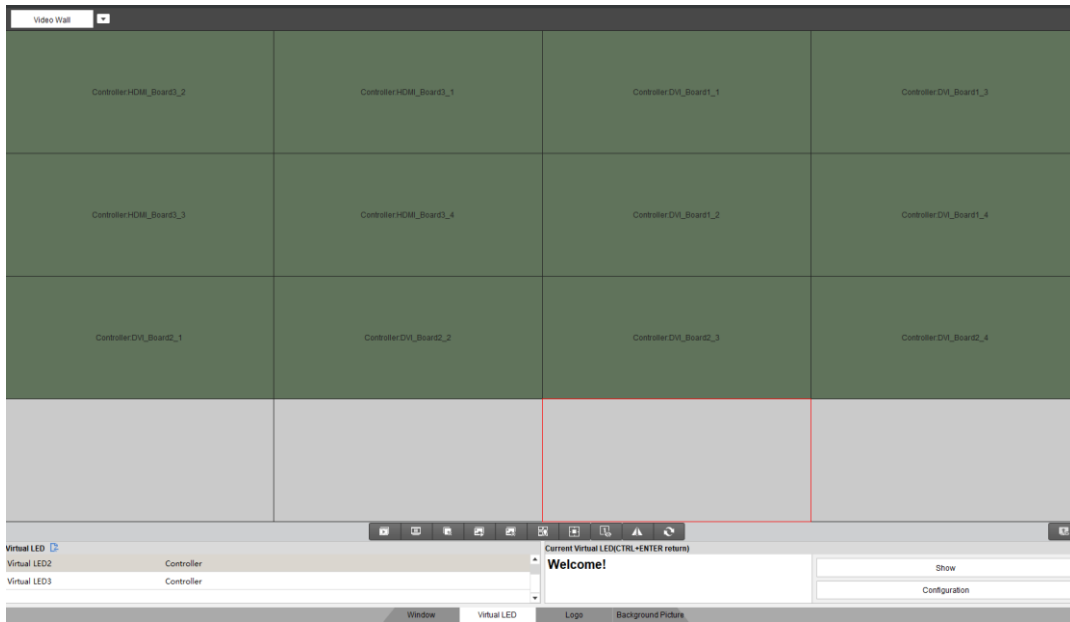 Video Wall
Controller:HDMI_Board3_2
Controller:HDMI_Board3_1
Controller:DVI_Board1_1
Controller:DVI_Board1_3
Controller:HDMI_Board3_3
Controller:HDMI_Board3_4
Controller:DVI_Board1_2
Controller:DVI_Board1_4
Controller:DVI_Board2_1
Controller:DVI_Board2_2
Controller:DVI_Board2_3
Controller:DVI_Board2_4
Virtual LED
Virtual LED2 Controller
Virtual LED3 Controller
Current Virtual LED(CTRL+ENTER return)
Welcome!
Show
Configuration
Window Virtual LED Logo Background Picture